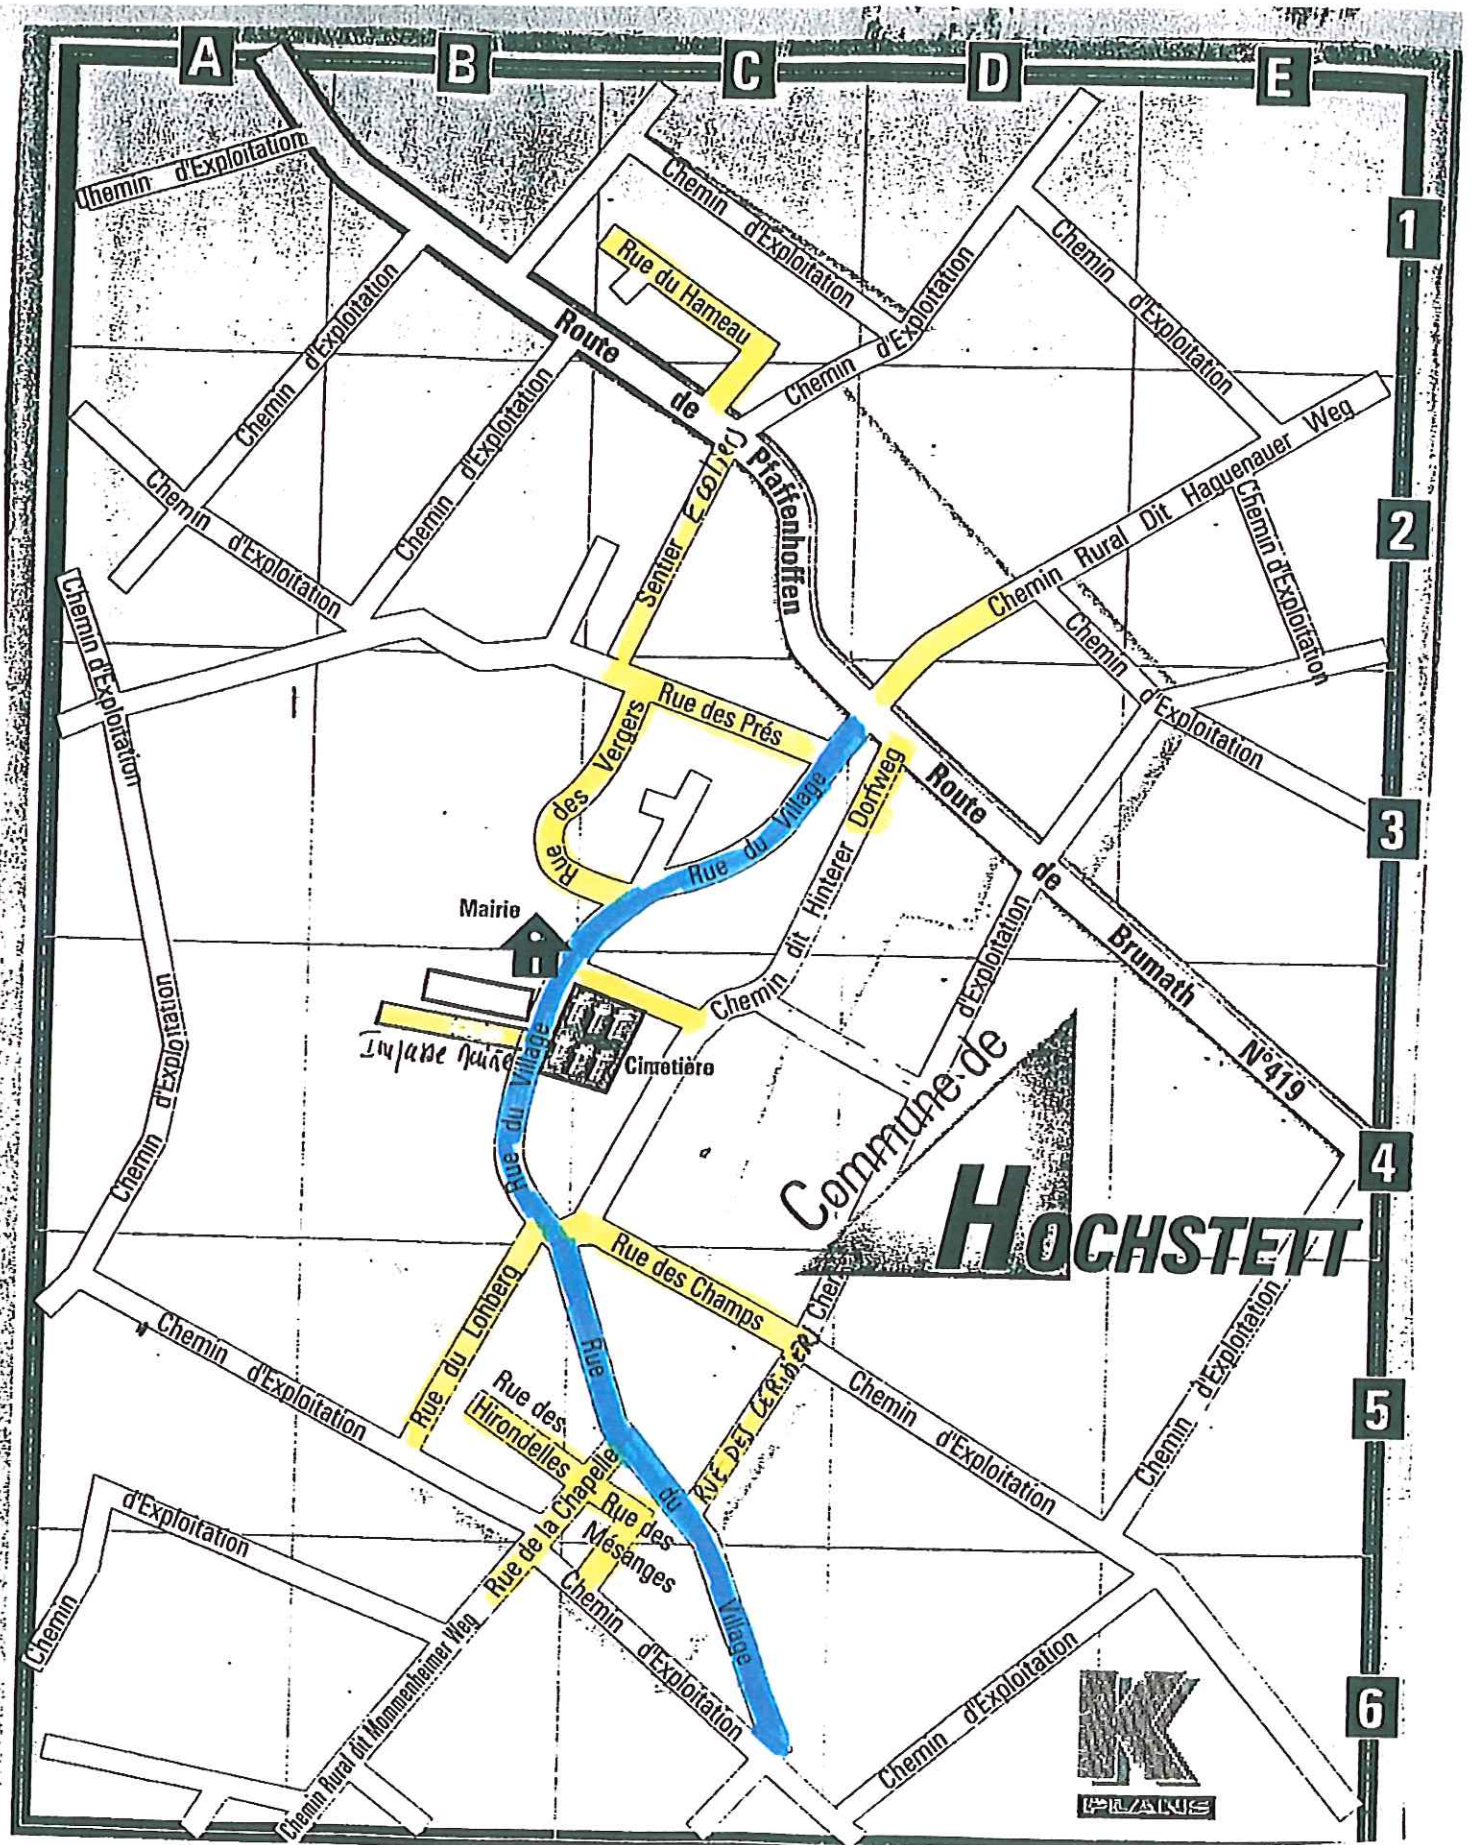 A B C D E
Chemin d'Exploitation
Chemin d'Exploitation
Chemin d'Exploitation
1
Rue du Hameau
Chemin d'Exploitation
Chemin d'Exploitation
Route de Pfaffenhoffen
Chemin d'Exploitation
Chemin d'Exploitation
Chemin Rural Dit Haguenauer Weg
Chemin d'Exploitation
2
Sentier
Chemin d'Exploitation
Chemin d'Exploitation
Chemin d'Exploitation
Rue des Prés
Rue des Vergers
Rue du Village
Chemin dit Hinterer Dorfweg
Route de Brumath N°419
3
Mairie
Impasse
Cimetière
Rue du Village
d'Exploitation
Chemin d'Exploitation
Commune de
HOCHSTETT
4
Rue des Champs
Rue du Lohberg
Chemin d'Exploitation
Rue du Village
RUE DES
Chemin d'Exploitation
Chemin d'Exploitation
5
Rue des
Hirondelles
Rue de la Chapelle
Rue des
Mésanges
Chemin d'Exploitation
Chemin d'Exploitation
Chemin Rural dit Mommenheimer Weg
Chemin d'Exploitation
6
K
PLANS